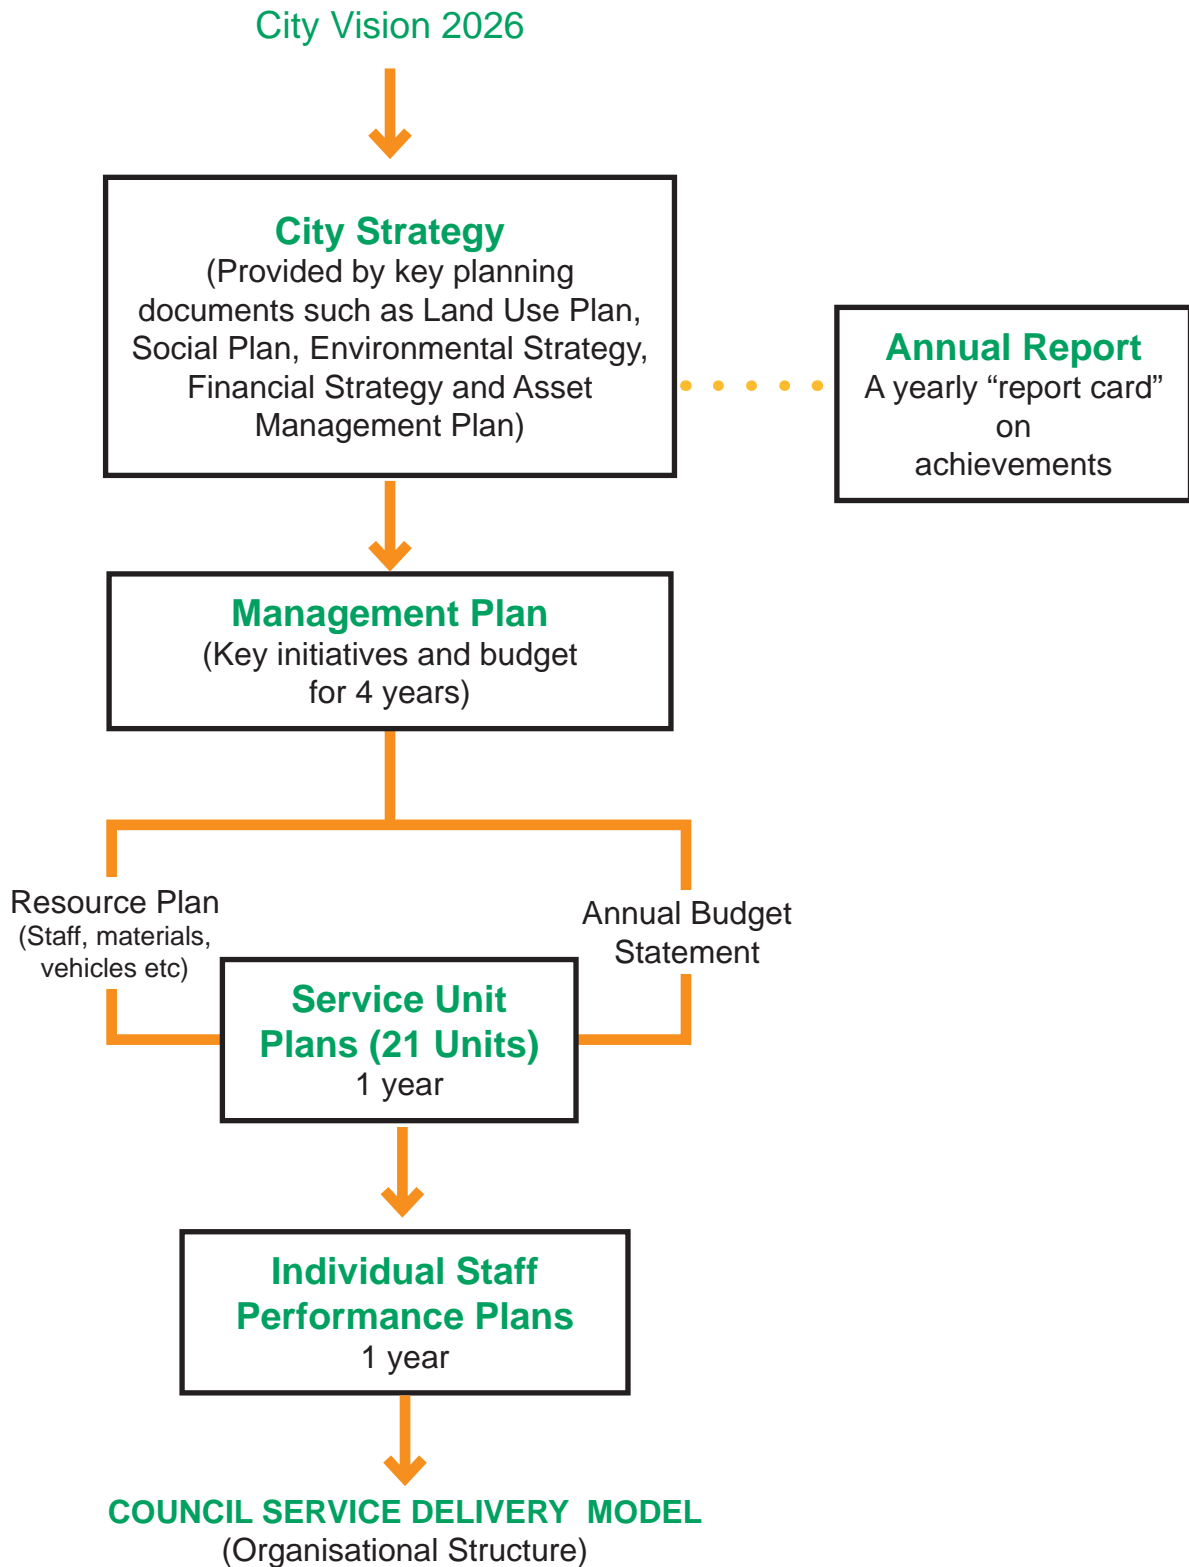 City Vision 2026
City Strategy
(Provided by key planning
documents such as Land Use Plan,
Social Plan, Environmental Strategy,
Financial Strategy and Asset
Management Plan)
Annual Report
A yearly “report card”
on
achievements
Management Plan
(Key initiatives and budget
for 4 years)
Resource Plan
(Staff, materials,
vehicles etc)
Annual Budget
Statement
Service Unit
Plans (21 Units)
1 year
Individual Staff
Performance Plans
1 year
COUNCIL SERVICE DELIVERY  MODEL
(Organisational Structure)